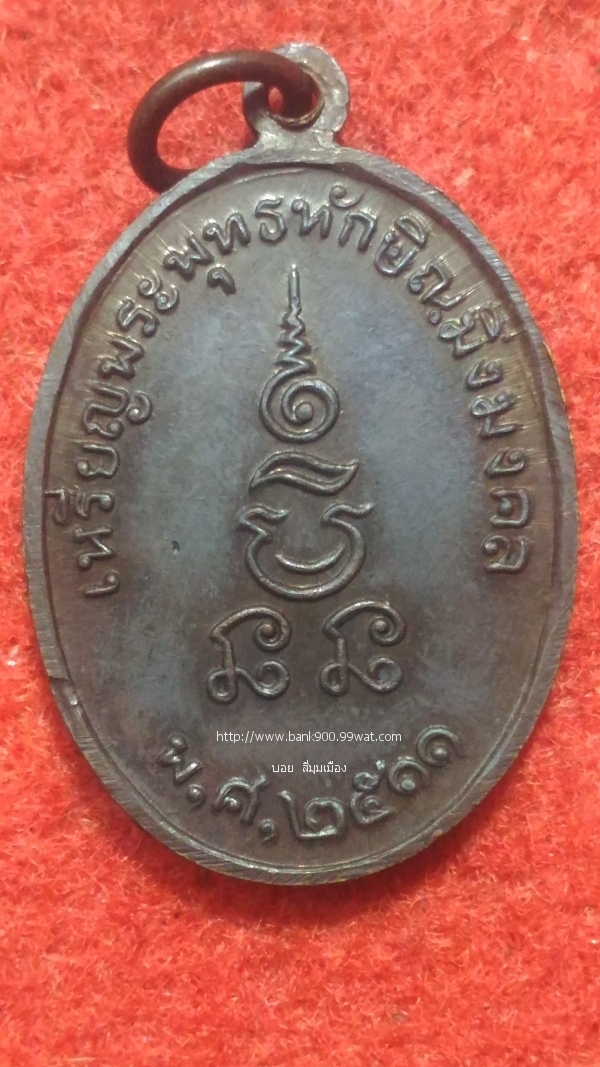 เหรียญพระพุทธทักษิณมิ่งมงคล
http://www.bank900.99wat.com
บอย สี่มุมเมือง
พ,ศ,๒๕๑๑